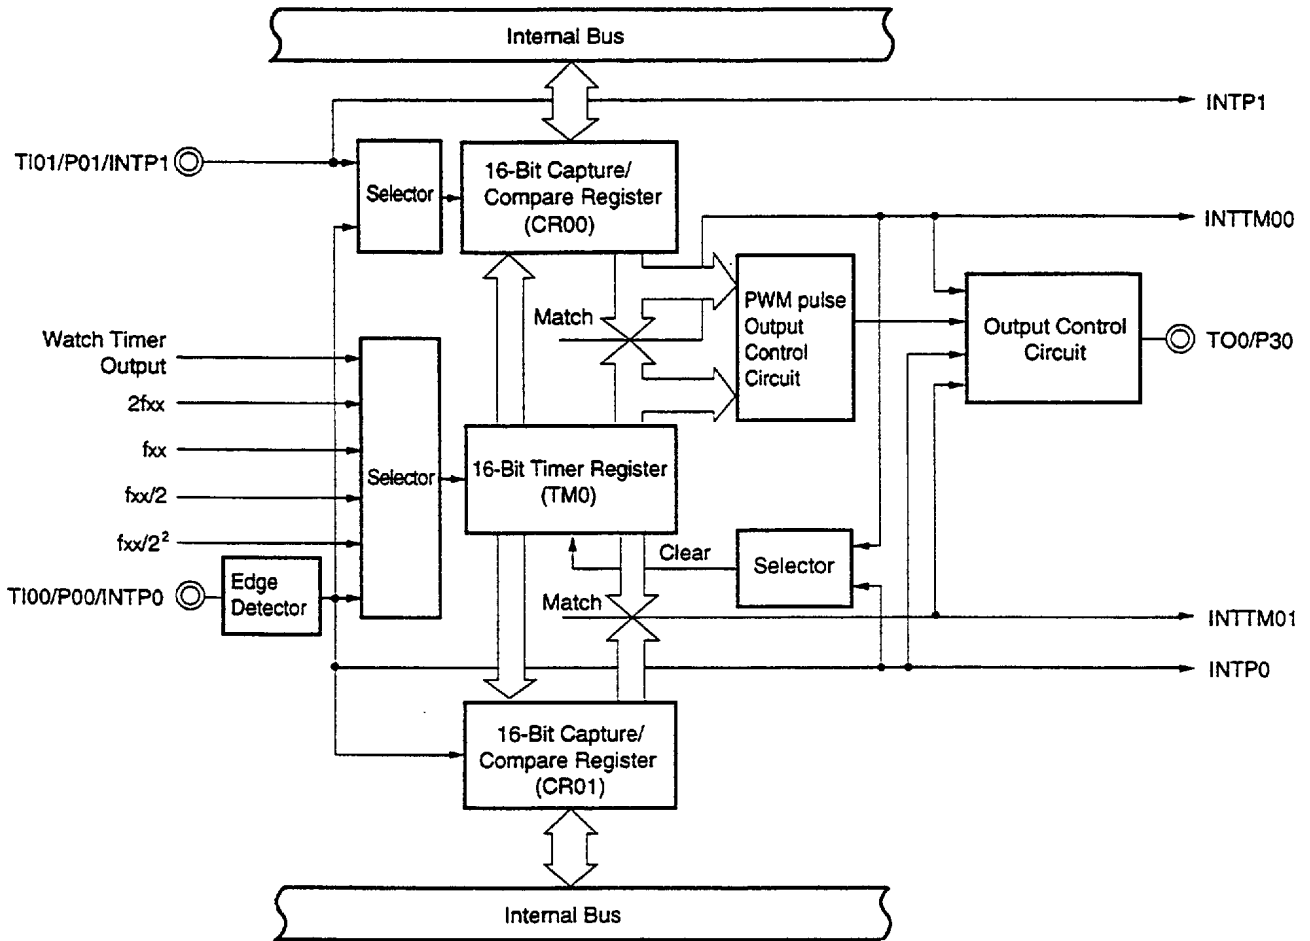 Internal Bus
INTP1
TI01/P01/INTP1
Selector
16-Bit Capture/
Compare Register
(CR00)
INTTM00
Match
PWM pulse
Output
Control
Circuit
Output Control
Circuit
TO0/P30
Watch Timer
Output
2fxx
fxx
fxx/2
fxx/2²
Selector
16-Bit Timer Register
(TM0)
Clear
Selector
TI00/P00/INTP0
Edge
Detector
Match
INTTM01
INTP0
16-Bit Capture/
Compare Register
(CR01)
Internal Bus